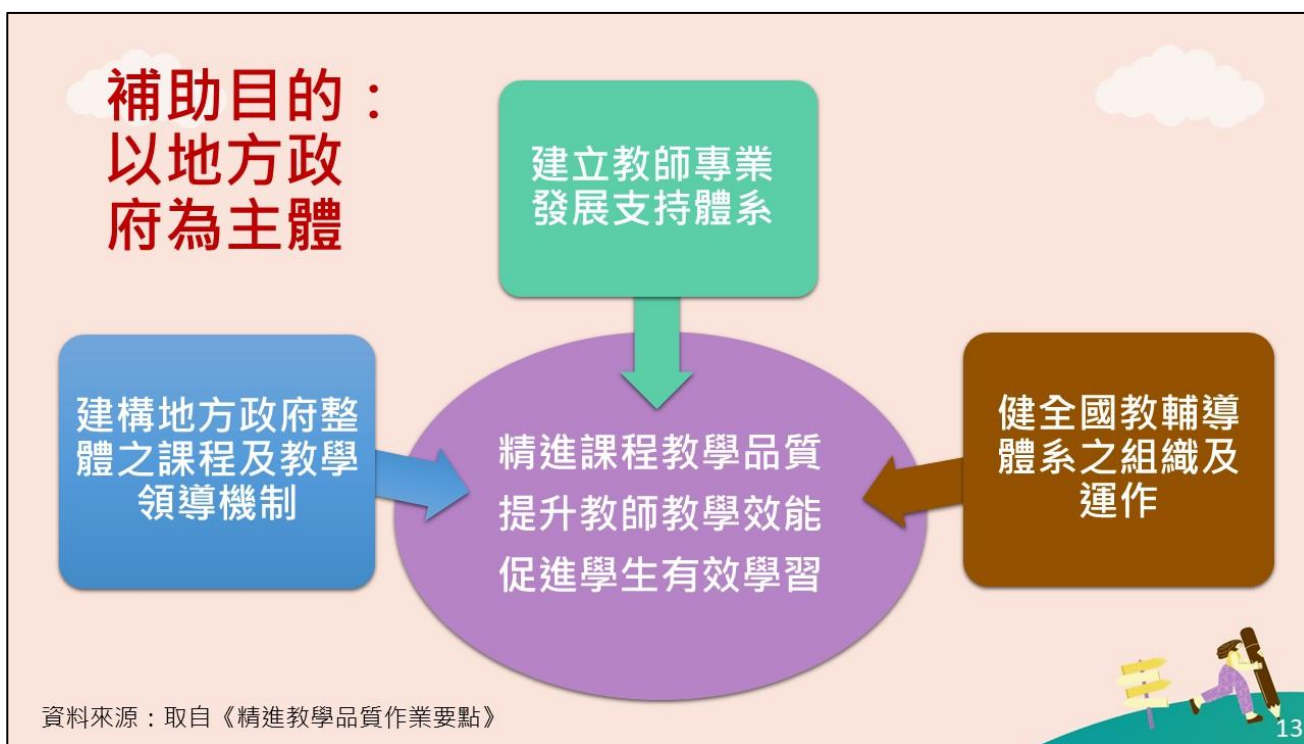 補助目的：
以地方政
府為主體
建立教師專業
發展支持體系
建構地方政府整
體之課程及教學
領導機制
精進課程教學品質
提升教師教學效能
促進學生有效學習
健全國教輔導
體系之組織及
運作
資料來源：取自《精進教學品質作業要點》
13